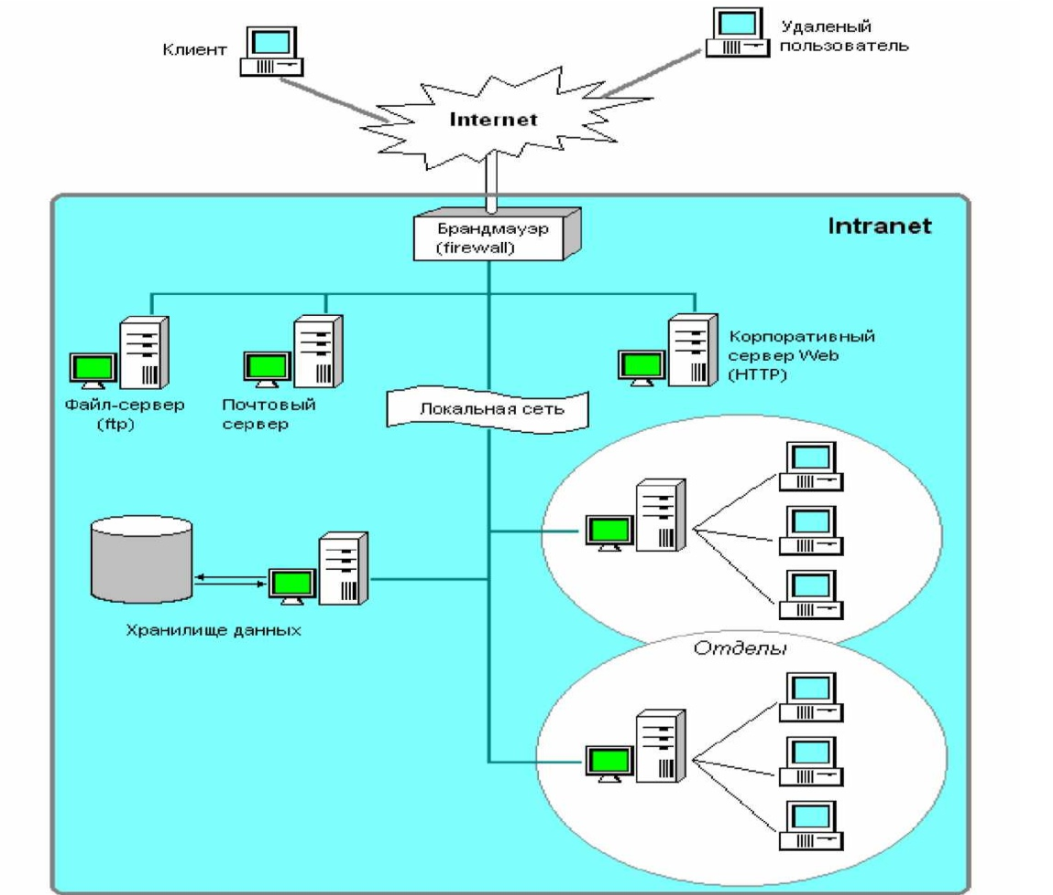 Клиент
Удаленый
пользователь
Internet
Intranet
Брандмауэр
(firewall)
Корпоративный
сервер Web
(HTTP)
Файл-сервер
(ftp)
Почтовый
сервер
Локальная сеть
Хранилище данных
Отделы